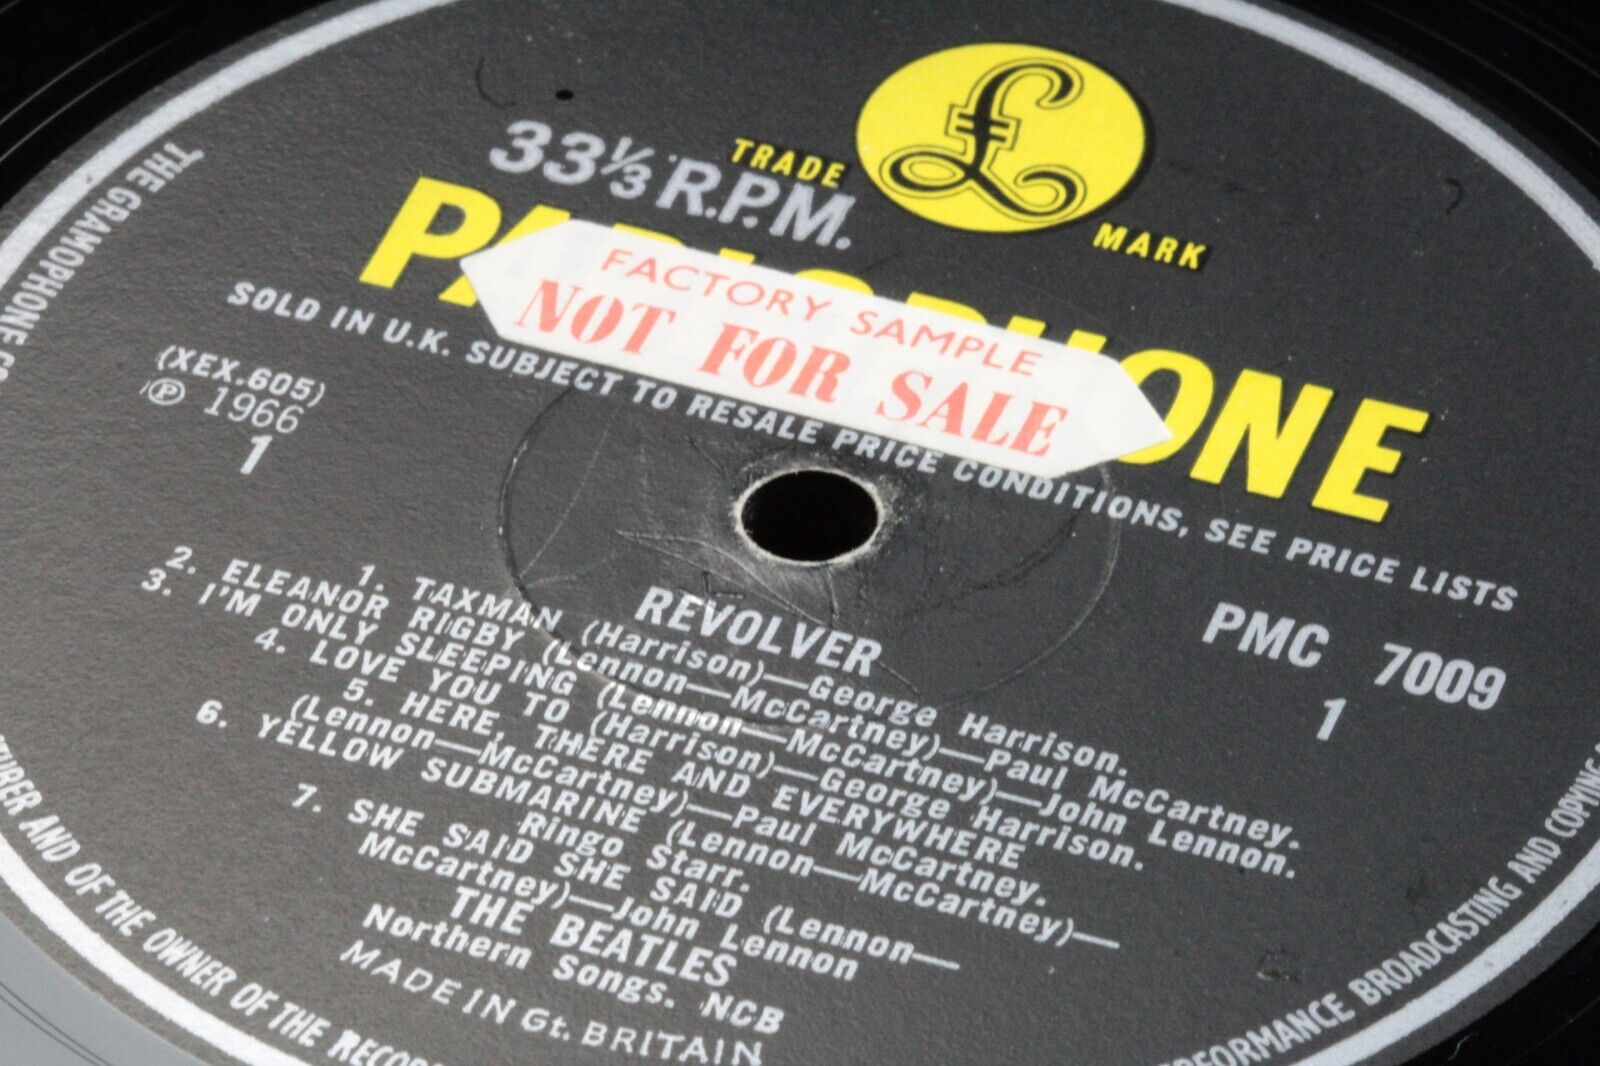 THE GRAMOPHONE CO.
33⅓ R.P.M.
TRADE
£
MARK
FACTORY SAMPLE
NOT FOR SALE
SOLD IN U.K. SUBJECT TO RESALE PRICE CONDITIONS, SEE PRICE LISTS
(XEX.605)
Ⓟ 1966
1
REVOLVER
PMC 7009
1
1. TAXMAN (Harrison)—George Harrison.
2. ELEANOR RIGBY (Lennon—McCartney)—Paul McCartney.
3. I'M ONLY SLEEPING (Lennon—McCartney)—John Lennon.
4. LOVE YOU TO (Harrison)—George Harrison.
5. HERE, THERE AND EVERYWHERE
(Lennon—McCartney)—Paul McCartney.
6. YELLOW SUBMARINE (Lennon—McCartney)—
Ringo Starr.
7. SHE SAID SHE SAID (Lennon—
McCartney)—John Lennon
THE BEATLES
Northern Songs. NCB
MADE IN Gt. BRITAIN
AND OF THE OWNER OF THE
PERFORMANCE BROADCASTING AND COPYING